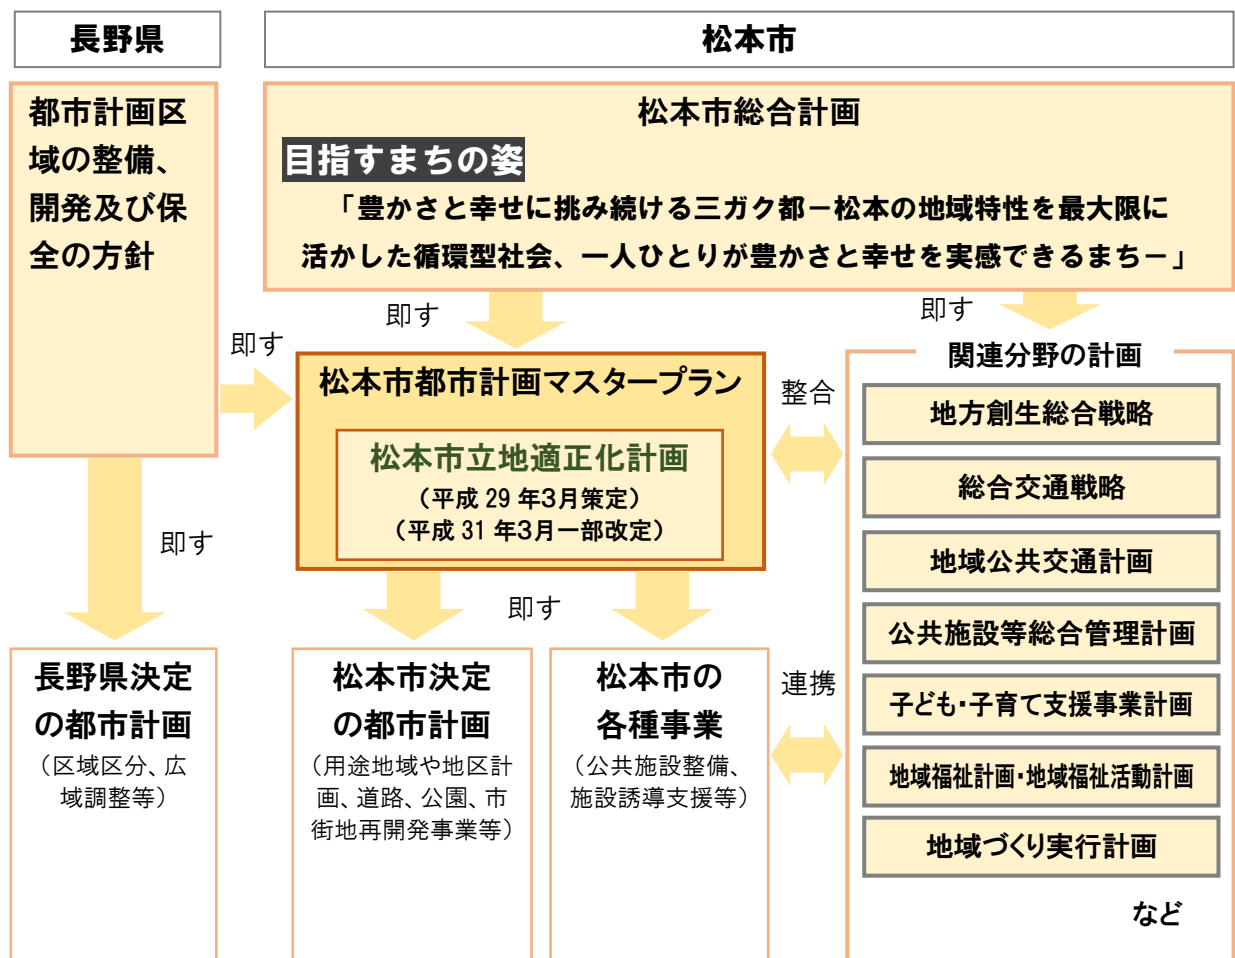 長野県
松本市
都市計画区
域の整備、
開発及び保
全の方針
松本市総合計画
目指すまちの姿
「豊かさと幸せに挑み続ける三ガク都－松本の地域特性を最大限に
活かした循環型社会、一人ひとりが豊かさと幸せを実感できるまち－」
即す
即す
即す
松本市都市計画マスタープラン
松本市立地適正化計画
（平成 29 年３月策定）
（平成 31 年３月一部改定）
整合
関連分野の計画
地方創生総合戦略
総合交通戦略
地域公共交通計画
公共施設等総合管理計画
子ども・子育て支援事業計画
地域福祉計画・地域福祉活動計画
地域づくり実行計画
など
即す
即す
連携
長野県決定
の都市計画
（区域区分、広
域調整等）
松本市決定
の都市計画
（用途地域や地区計
画、道路、公園、市
街地再開発事業等）
松本市の
各種事業
（公共施設整備、
施設誘導支援等）